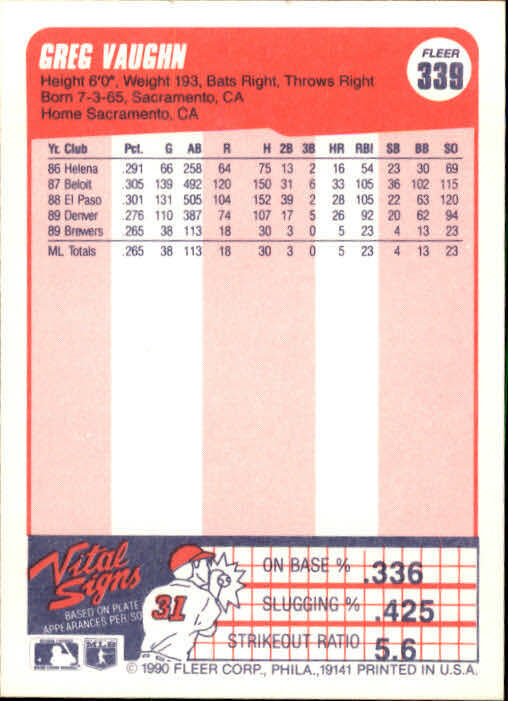 GREG VAUGHN
FLEER
339
Height 6'0", Weight 193, Bats Right, Throws Right
Born 7-3-65, Sacramento, CA
Home Sacramento, CA
Yr. Club Pct. G AB R H 2B 3B HR RBI SB BB SO
86 Helena .291 66 258 64 75 13 2 16 54 23 30 69
87 Beloit .305 139 492 120 150 31 6 33 105 36 102 115
88 El Paso .301 131 505 104 152 39 2 28 105 22 63 120
89 Denver .276 110 387 74 107 17 5 26 92 20 62 94
89 Brewers .265 38 113 18 30 3 0 5 23 4 13 23
ML Totals .265 38 113 18 30 3 0 5 23 4 13 23
Vital
Signs
BASED ON PLATE
APPEARANCES PER/SO
31
ON BASE % .336
SLUGGING % .425
STRIKEOUT RATIO 5.6
© 1990 FLEER CORP., PHILA., 19141 PRINTED IN U.S.A.